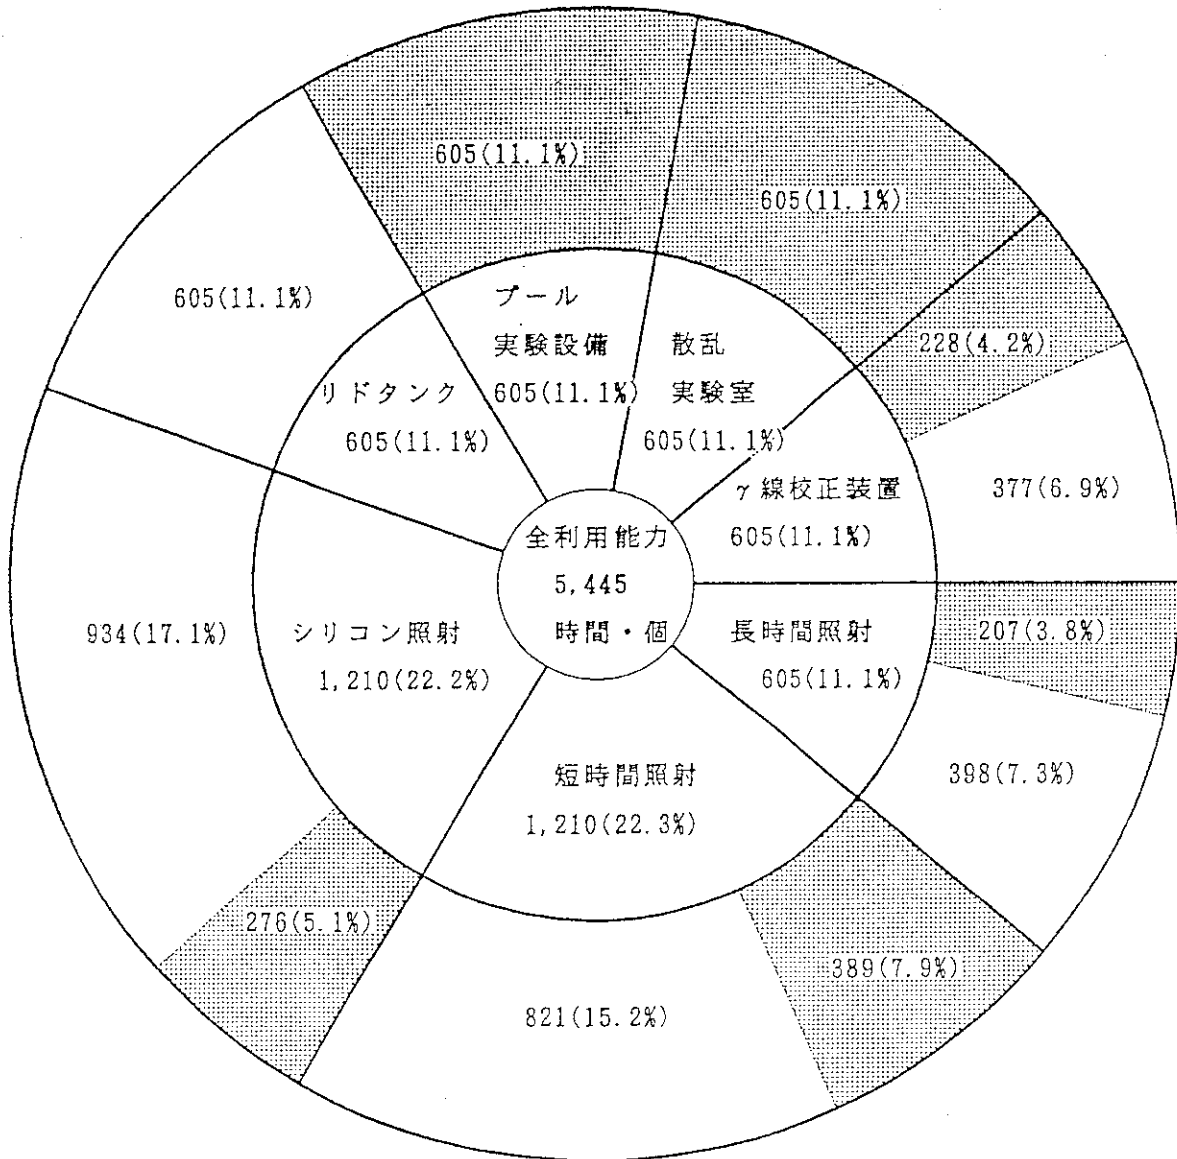 605(11.1%)
605(11.1%)
605(11.1%)
プール
実験設備
605(11.1%)
散乱
実験室
605(11.1%)
228(4.2%)
リドタンク
605(11.1%)
γ線校正装置
605(11.1%)
377(6.9%)
全利用能力
5,445
時間・個
934(17.1%)
シリコン照射
1,210(22.2%)
長時間照射
605(11.1%)
207(3.8%)
398(7.3%)
短時間照射
1,210(22.3%)
276(5.1%)
389(7.9%)
821(15.2%)